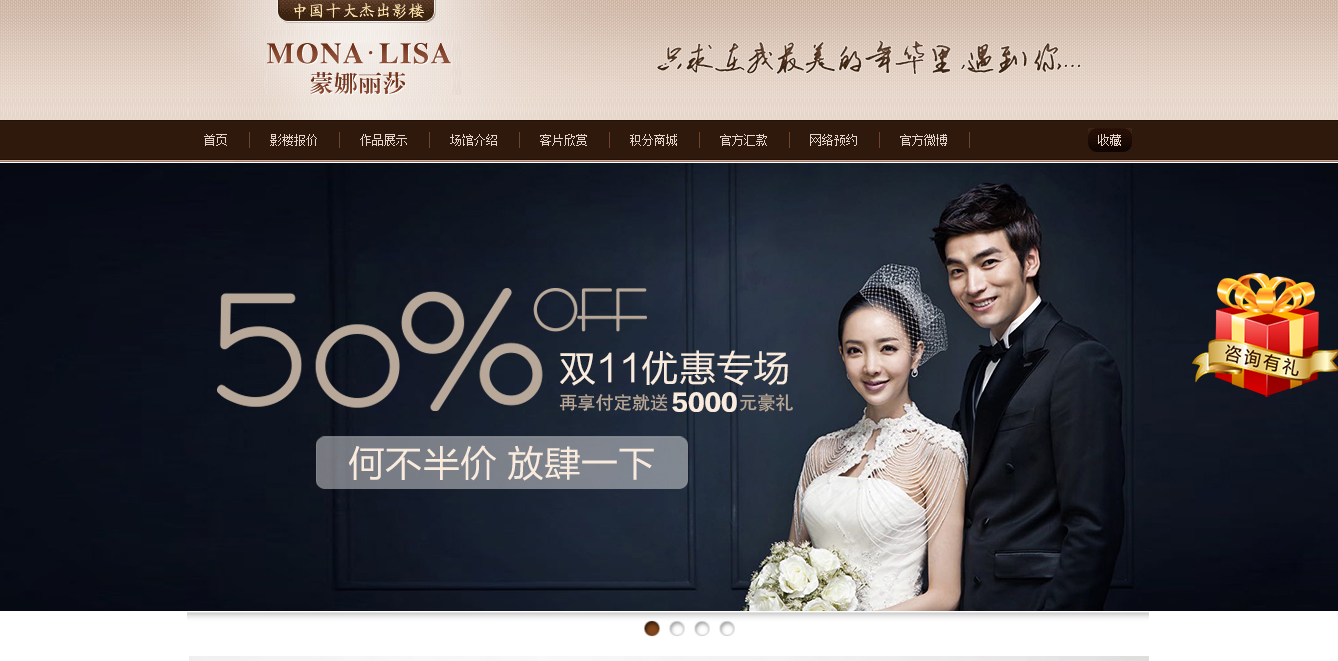 中国十大杰出影楼
MONA·LISA
蒙娜丽莎
只求在我最美的年华里,遇到你...
首页 影楼报价 作品展示 场馆介绍 客片欣赏 积分商城 官方汇款 网络预约 官方微博 收藏
50% OFF
双11优惠专场
再享付定就送5000元豪礼
何不半价 放肆一下
咨询有礼